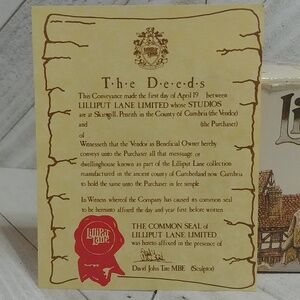 The Deeds
This Conveyance made the first day of April 19 between
LILLIPUT LANE LIMITED whose STUDIOS
are at Skirsgill, Penrith in the County of Cumbria (the Vendor)
and (the Purchaser)
of
Witnesseth that the Vendor as Beneficial Owner hereby
conveys unto the Purchaser all that messuage or
dwellinghouse known as part of the Lilliput Lane collection
manufactured in the ancient county of Cumberland now Cumbria
to hold the same unto the Purchaser in fee simple
In Witness whereof the Company has caused its common seal
to be hereunto affixed the day and year first before written
THE COMMON SEAL of
LILLIPUT LANE LIMITED
was hereto affixed in the presence of
David John Tate MBE (Sculptor)
Lilliput
Lane